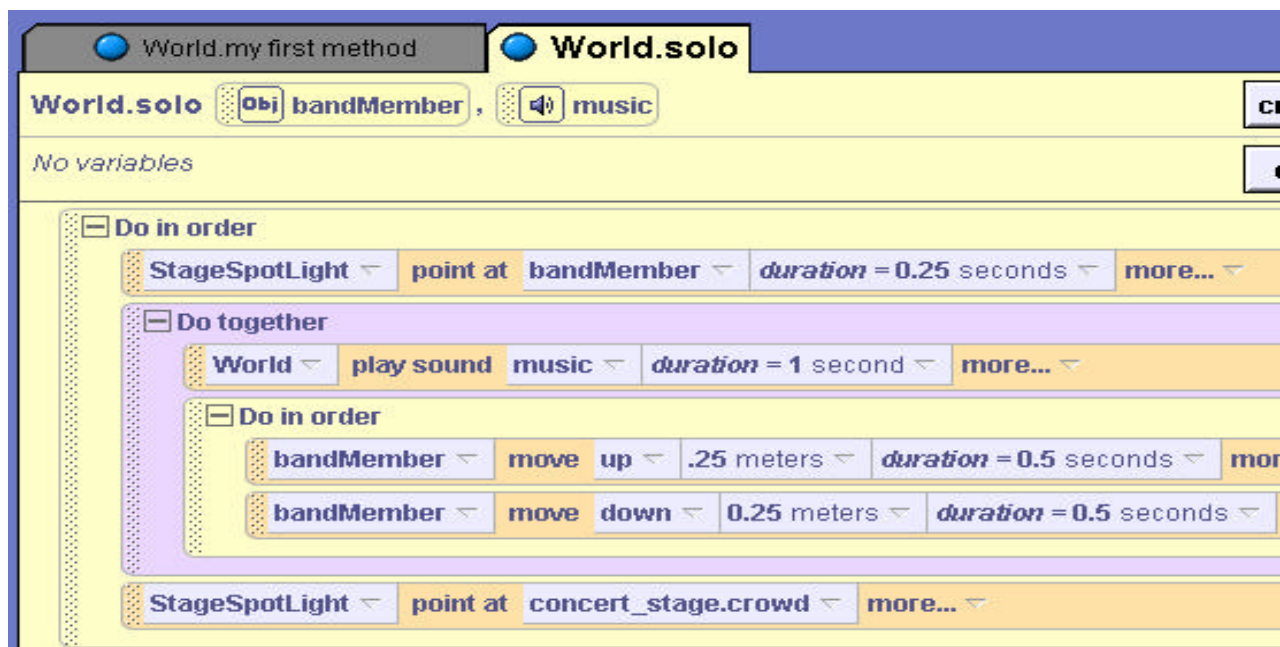 World.my first method World.solo
World.solo Obj bandMember, music
No variables
Do in order
StageSpotLight point at bandMember duration = 0.25 seconds more...
Do together
World play sound music duration = 1 second more...
Do in order
bandMember move up .25 meters duration = 0.5 seconds mor
bandMember move down 0.25 meters duration = 0.5 seconds
StageSpotLight point at concert_stage.crowd more...